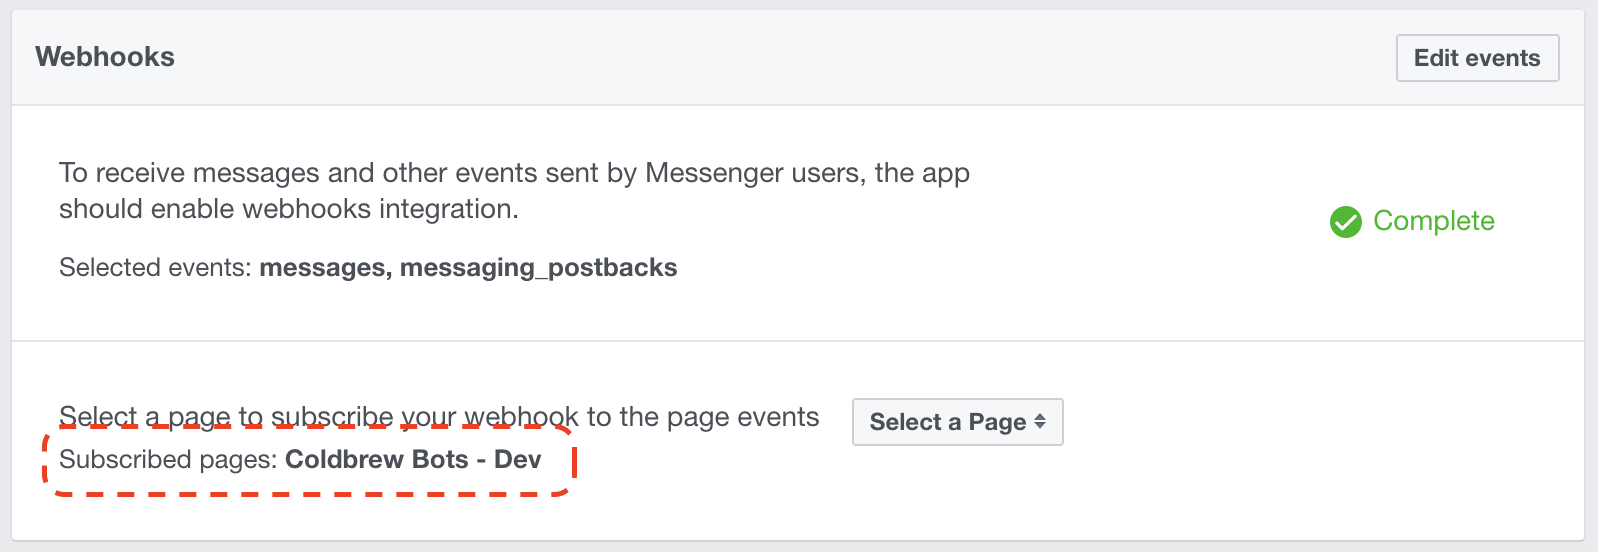 Webhooks
Edit events
To receive messages and other events sent by Messenger users, the app
should enable webhooks integration.
Complete
Selected events: messages, messaging_postbacks
Select a page to subscribe your webhook to the page events
Select a Page
Subscribed pages: Coldbrew Bots - Dev